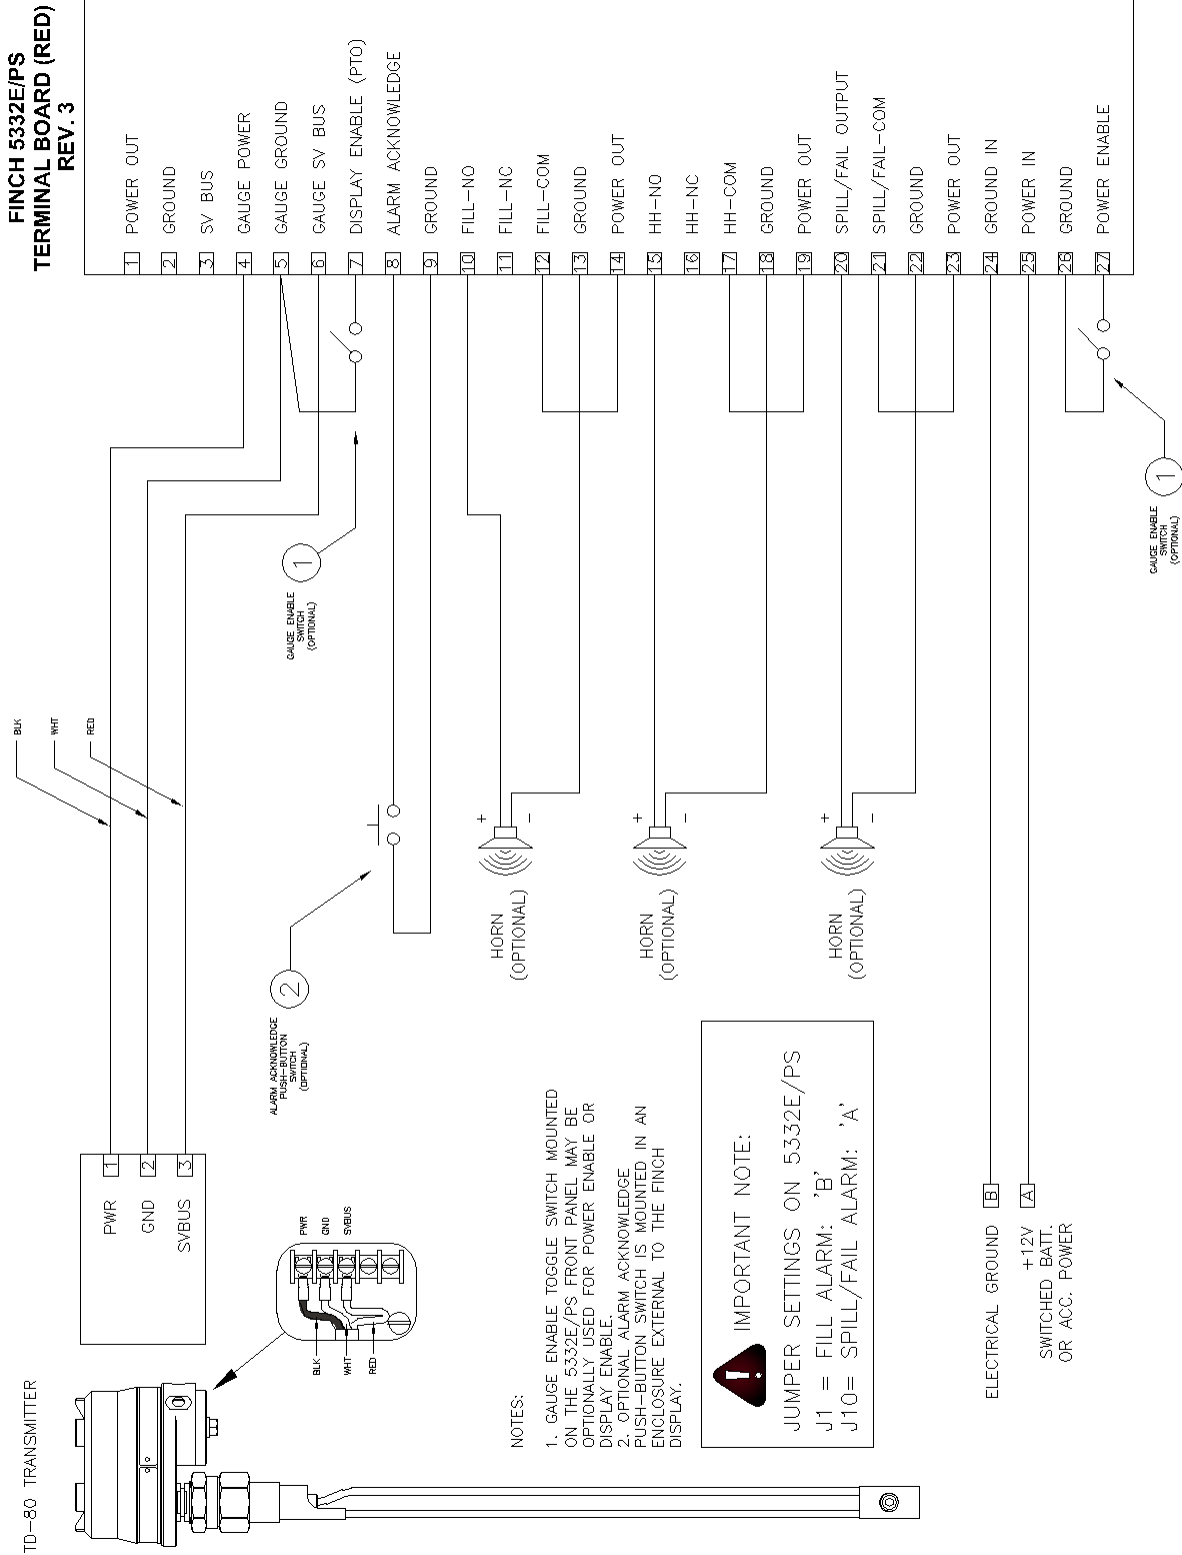 FINCH 5332E/PS
TERMINAL BOARD (RED)
REV. 3
1 POWER OUT
2 GROUND
3 SV BUS
4 GAUGE POWER
5 GAUGE GROUND
6 GAUGE SV BUS
7 DISPLAY ENABLE (PTO)
8 ALARM ACKNOWLEDGE
9 GROUND
10 FILL-NO
11 FILL-NC
12 FILL-COM
13 GROUND
14 POWER OUT
15 HH-NO
16 HH-NC
17 HH-COM
18 GROUND
19 POWER OUT
20 SPILL/FAIL OUTPUT
21 SPILL/FAIL-COM
22 GROUND
23 POWER OUT
24 GROUND IN
25 POWER IN
26 GROUND
27 POWER ENABLE
BLK
WHT
RED
1
GAUGE ENABLE
SWITCH
(OPTIONAL)
1
GAUGE ENABLE
SWITCH
(OPTIONAL)
2
ALARM ACKNOWLEDGE
PUSH-BUTTON
SWITCH
(OPTIONAL)
+
-
HORN
(OPTIONAL)
+
-
HORN
(OPTIONAL)
+
-
HORN
(OPTIONAL)
PWR 1
GND 2
SVBUS 3
TD-80 TRANSMITTER
PWR
GND
SVBUS
BLK
WHT
RED
NOTES:
1. GAUGE ENABLE TOGGLE SWITCH MOUNTED
ON THE 5332E/PS FRONT PANEL MAY BE
OPTIONALLY USED FOR POWER ENABLE OR
DISPLAY ENABLE.
2. OPTIONAL ALARM ACKNOWLEDGE
PUSH-BUTTON SWITCH IS MOUNTED IN AN
ENCLOSURE EXTERNAL TO THE FINCH
DISPLAY.
! IMPORTANT NOTE:
JUMPER SETTINGS ON 5332E/PS
J1 = FILL ALARM: 'B'
J10= SPILL/FAIL ALARM: 'A'
ELECTRICAL GROUND B
+12V A
SWITCHED BATT.
OR ACC. POWER